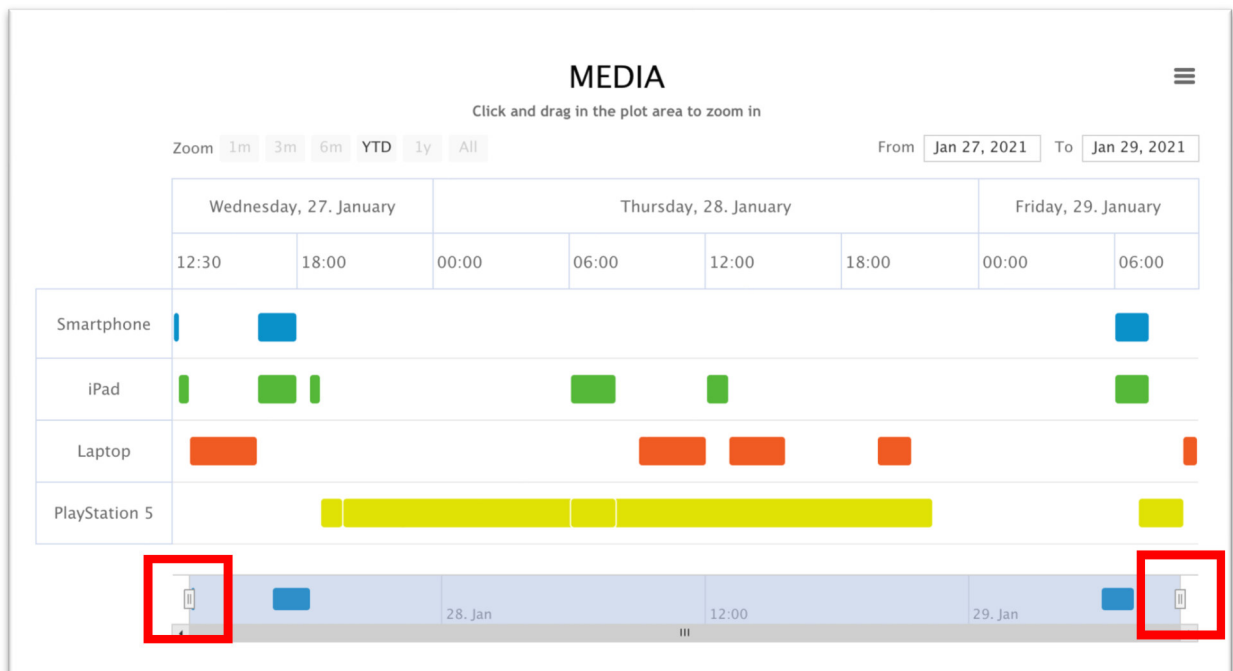 MEDIA
Click and drag in the plot area to zoom in
Zoom 1m 3m 6m YTD 1y All From Jan 27, 2021 To Jan 29, 2021
Wednesday, 27. January Thursday, 28. January Friday, 29. January
12:30 18:00 00:00 06:00 12:00 18:00 00:00 06:00
Smartphone
iPad
Laptop
PlayStation 5
28. Jan 12:00 29. Jan